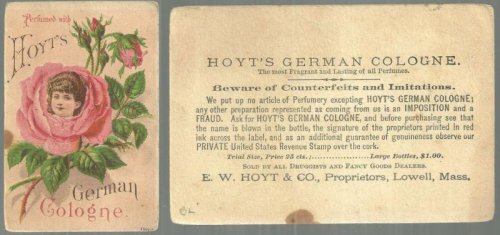 Perfumed with
HOYT'S
German
Cologne.
HOYT'S GERMAN COLOGNE.
The most Fragrant and Lasting of all Perfumes.
Beware of Counterfeits and Imitations.
We put up no article of Perfumery excepting HOYT'S GERMAN COLOGNE;
any other preparation represented as coming from us is an IMPOSITION and a
FRAUD. Ask for HOYT'S GERMAN COLOGNE, and before purchasing see that
the name is blown in the bottle, the signature of the proprietors printed in red
ink across the label, and as an additional guarantee of genuineness observe our
PRIVATE United States Revenue Stamp over the cork.
Trial Size, Price 25 cts. Large Bottles, $1.00.
SOLD BY ALL DRUGGISTS AND FANCY GOODS DEALERS.
E. W. HOYT & CO., Proprietors, Lowell, Mass.